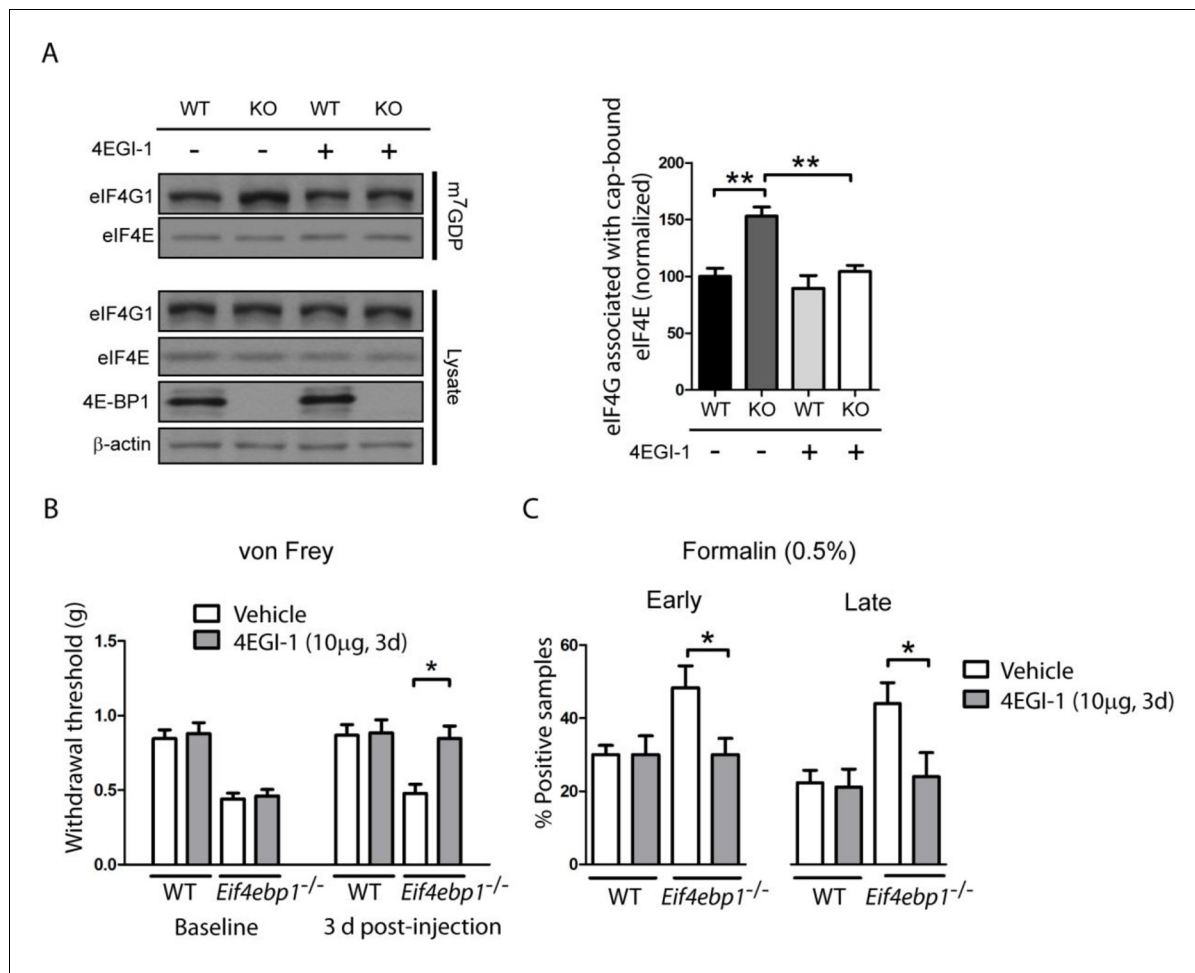 A
WT KO WT KO
4EGI-1 - - + +
eIF4G1
eIF4E
m⁷GDP
eIF4G1
eIF4E
4E-BP1
β-actin
Lysate
eIF4G associated with cap-bound
eIF4E (normalized)
200
150
100
50
0
** **
WT KO WT KO
4EGI-1 - - + +
B
von Frey
Vehicle
4EGI-1 (10µg, 3d)
Withdrawal threshold (g)
1.5
1.0
0.5
0.0
*
WT Eif4ebp1⁻/⁻ WT Eif4ebp1⁻/⁻
Baseline 3 d post-injection
C
Formalin (0.5%)
Early Late
% Positive samples
60
40
20
0
* *
Vehicle
4EGI-1 (10µg, 3d)
WT Eif4ebp1⁻/⁻ WT Eif4ebp1⁻/⁻